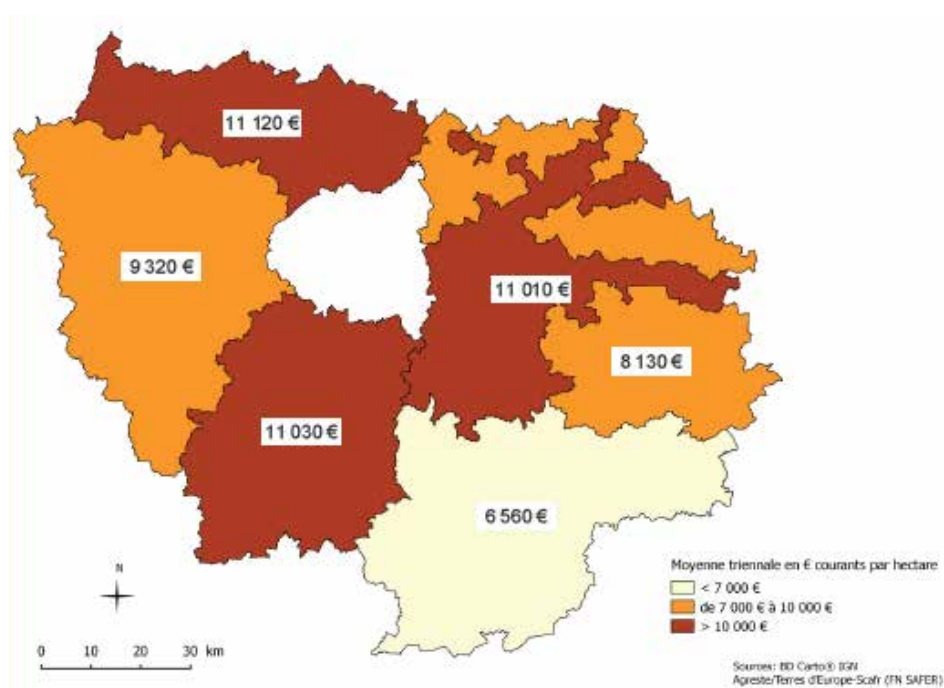 11 120 €
9 320 €
11 010 €
8 130 €
11 030 €
6 560 €
N
0 10 20 30 km
Moyenne triennale en € courants par hectare
< 7 000 €
de 7 000 € à 10 000 €
> 10 000 €
Sources: BD Carto® IGN
Agreste/Terres d'Europe-Scafr (FN SAFER)